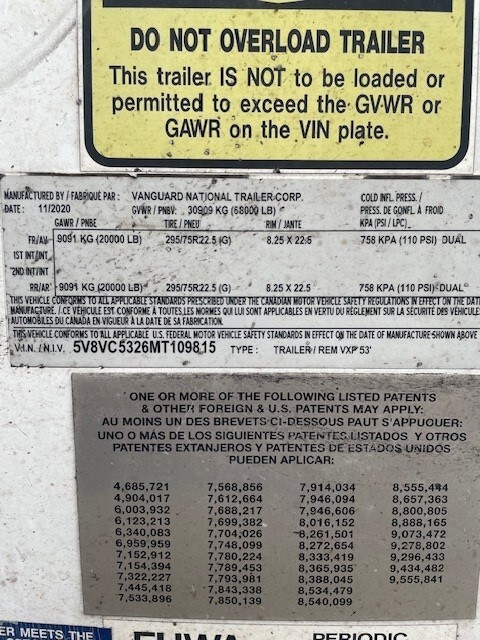 DO NOT OVERLOAD TRAILER
This trailer IS NOT to be loaded or
permitted to exceed the GVWR or
GAWR on the VIN plate.
MANUFACTURED BY / FABRIQUÉ PAR : VANGUARD NATIONAL TRAILER CORP. COLD INFL. PRESS. /
DATE : 11/2020 GVWR / PNBV: 30909 KG (68000 LB) PRESS. DE GONFL. À FROID
GAWR / PNBE TIRE / PNEU RIM / JANTE KPA (PSI / LPC)
FR/AV 9091 KG (20000 LB) 295/75R22.5 (G) 8.25 X 22.5 758 KPA (110 PSI) DUAL
1ST INT/INT
2ND INT/INT
RR/AR 9091 KG (20000 LB) 295/75R22.5 (G) 8.25 X 22.5 758 KPA (110 PSI) DUAL
THIS VEHICLE CONFORMS TO ALL APPLICABLE STANDARDS PRESCRIBED UNDER THE CANADIAN MOTOR VEHICLE SAFETY REGULATIONS IN EFFECT ON THE DATE
MANUFACTURE. / CE VÉHICULE EST CONFORME À TOUTES LES NORMES QUI LUI SONT APPLICABLES EN VERTU DU RÈGLEMENT SUR LA SÉCURITÉ DES VÉHICULES
AUTOMOBILES DU CANADA EN VIGUEUR À LA DATE DE SA FABRICATION.
THIS VEHICLE CONFORMS TO ALL APPLICABLE U.S. FEDERAL MOTOR VEHICLE SAFETY STANDARDS IN EFFECT ON THE DATE OF MANUFACTURE SHOWN ABOVE
V.I.N. / N.I.V. 5V8VC5326MT109815 TYPE : TRAILER / REM VXP 53'
ONE OR MORE OF THE FOLLOWING LISTED PATENTS
& OTHER FOREIGN & U.S. PATENTS MAY APPLY:
AU MOINS UN DES BREVETS CI-DESSOUS PAUT S'APPUQUER:
UNO O MÁS DE LOS SIGUIENTES PATENTES LISTADOS Y OTROS
PATENTES EXTANJEROS Y PATENTES DE ESTADOS UNIDOS
PUEDEN APLICAR:
4,685,721 7,568,856 7,914,034 8,555,444
4,904,017 7,612,664 7,946,094 8,657,363
6,003,932 7,688,217 7,946,606 8,800,805
6,123,213 7,699,382 8,016,152 8,888,165
6,340,083 7,704,026 8,261,501 9,073,472
6,959,959 7,748,099 8,272,654 9,278,802
7,152,912 7,780,224 8,333,419 9,296,433
7,154,394 7,789,453 8,365,935 9,434,482
7,322,227 7,793,981 8,388,045 9,555,841
7,445,418 7,843,338 8,534,479
7,533,896 7,850,139 8,540,099
ER MEETS THE
FUWA
PERIODIC